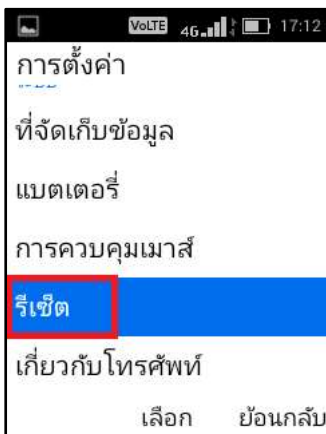 VoLTE 4G 17:12
การตั้งค่า
ที่จัดเก็บข้อมูล
แบตเตอรี่
การควบคุมเมาส์
รีเซ็ต
เกี่ยวกับโทรศัพท์
เลือก ย้อนกลับ